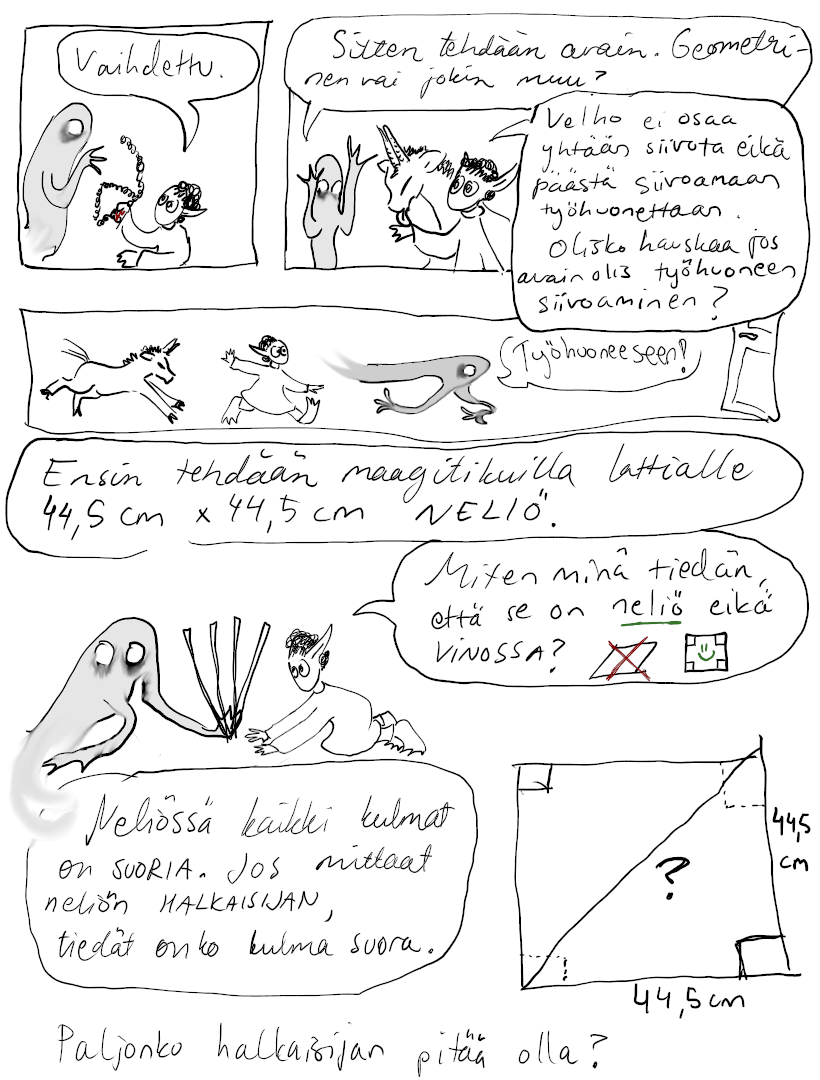 Vaihdettu.
Sitten tehdään avain. Geometri-
nen vai jokin muu?
Velho ei osaa
yhtään siivota eikä
päästä siivoamaan
työhuonettaan.
Olisko hauskaa jos
avain olis työhuoneen
siivoaminen?
Työhuoneeseen!
Ensin tehdään maagitikuilla lattialle
44,5 cm x 44,5 cm NELIÖ.
Miten minä tiedän,
että se on neliö eikä
VINOSSA?
Neliössä kaikki kulmat
on SUORIA. JOS mittaat
neliön HALKAISIJAN,
tiedät onko kulma suora.
?
44,5
cm
44,5cm
Paljonko halkaisijan pitää olla?